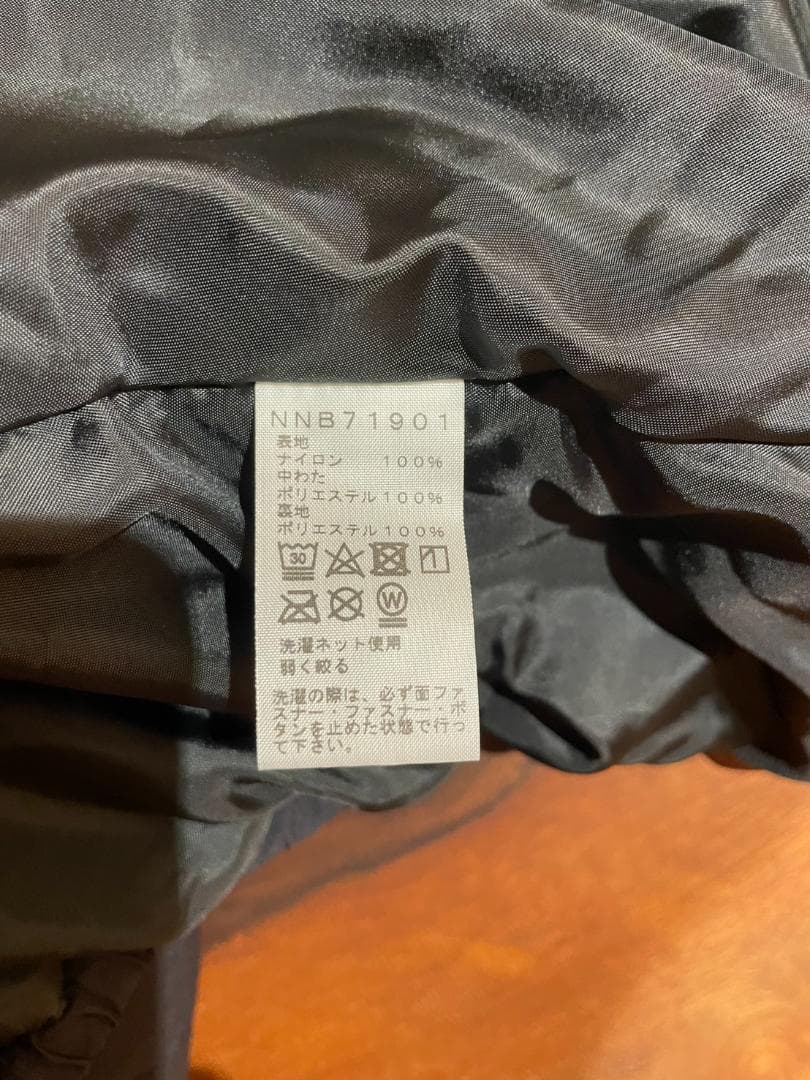 NNB71901
表地
ナイロン 100%
中わた
ポリエステル100%
裏地
ポリエステル100%
30
W
洗濯ネット使用
弱く絞る
洗濯の際は、必ず面ファ
スナー・ファスナー・ボ
タンを止めた状態で行っ
て下さい。